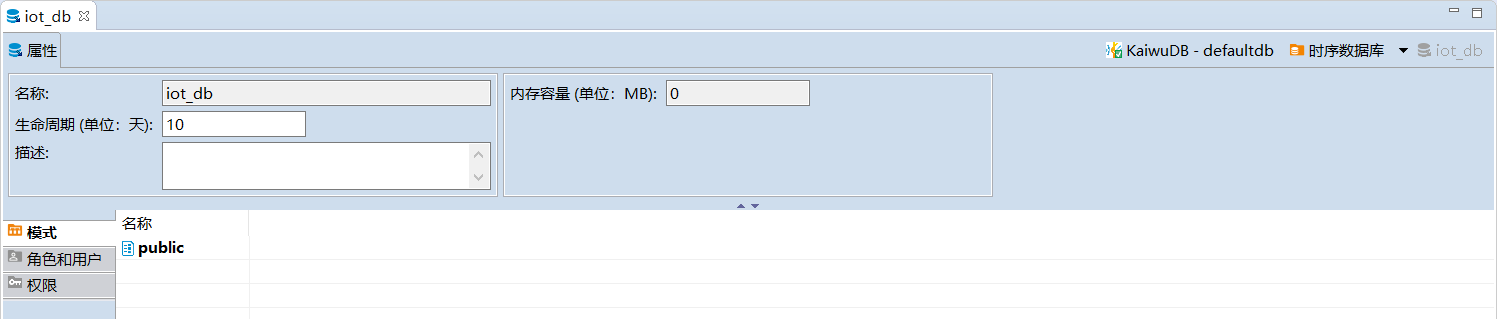 iot_db
属性
KaiwuDB - defaultdb 时序数据库 iot_db
名称: iot_db
内存容量 (单位：MB): 0
生命周期 (单位：天): 10
描述:
模式
角色和用户
权限
名称
public